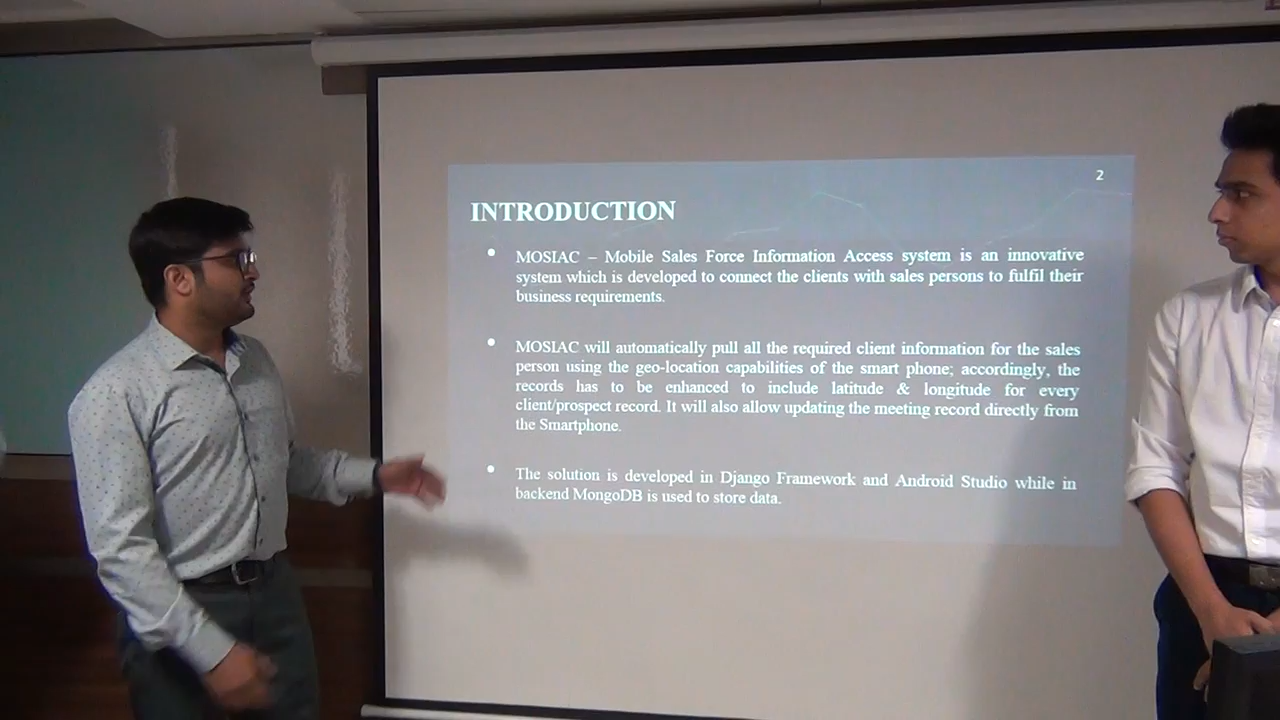 2
INTRODUCTION
MOSIAC – Mobile Sales Force Information Access system is an innovative
system which is developed to connect the clients with sales persons to fulfil their
business requirements.
MOSIAC will automatically pull all the required client information for the sales
person using the geo-location capabilities of the smart phone; accordingly, the
records has to be enhanced to include latitude & longitude for every
client/prospect record. It will also allow updating the meeting record directly from
the Smartphone.
The solution is developed in Django Framework and Android Studio while in
backend MongoDB is used to store data.